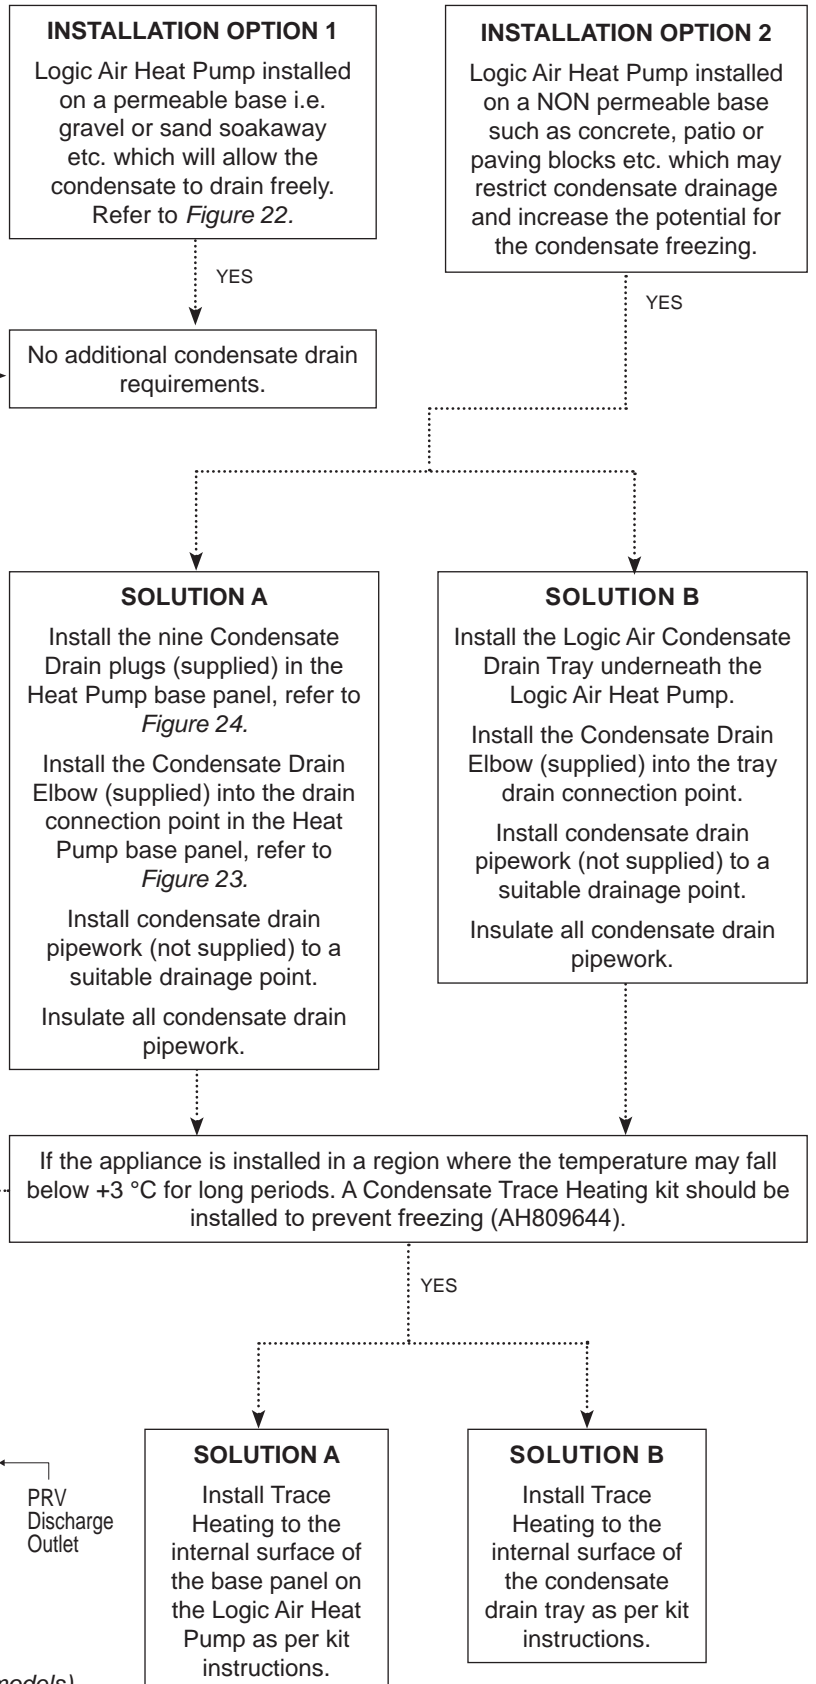 INSTALLATION OPTION 1
Logic Air Heat Pump installed
on a permeable base i.e.
gravel or sand soakaway
etc. which will allow the
condensate to drain freely.
Refer to Figure 22.
YES
No additional condensate drain
requirements.
INSTALLATION OPTION 2
Logic Air Heat Pump installed
on a NON permeable base
such as concrete, patio or
paving blocks etc. which may
restrict condensate drainage
and increase the potential for
the condensate freezing.
YES
SOLUTION A
Install the nine Condensate
Drain plugs (supplied) in the
Heat Pump base panel, refer to
Figure 24.
Install the Condensate Drain
Elbow (supplied) into the drain
connection point in the Heat
Pump base panel, refer to
Figure 23.
Install condensate drain
pipework (not supplied) to a
suitable drainage point.
Insulate all condensate drain
pipework.
SOLUTION B
Install the Logic Air Condensate
Drain Tray underneath the
Logic Air Heat Pump.
Install the Condensate Drain
Elbow (supplied) into the tray
drain connection point.
Install condensate drain
pipework (not supplied) to a
suitable drainage point.
Insulate all condensate drain
pipework.
If the appliance is installed in a region where the temperature may fall
below +3 °C for long periods. A Condensate Trace Heating kit should be
installed to prevent freezing (AH809644).
YES
PRV
Discharge
Outlet
SOLUTION A
Install Trace
Heating to the
internal surface of
the base panel on
the Logic Air Heat
Pump as per kit
instructions.
SOLUTION B
Install Trace
Heating to the
internal surface of
the condensate
drain tray as per kit
instructions.